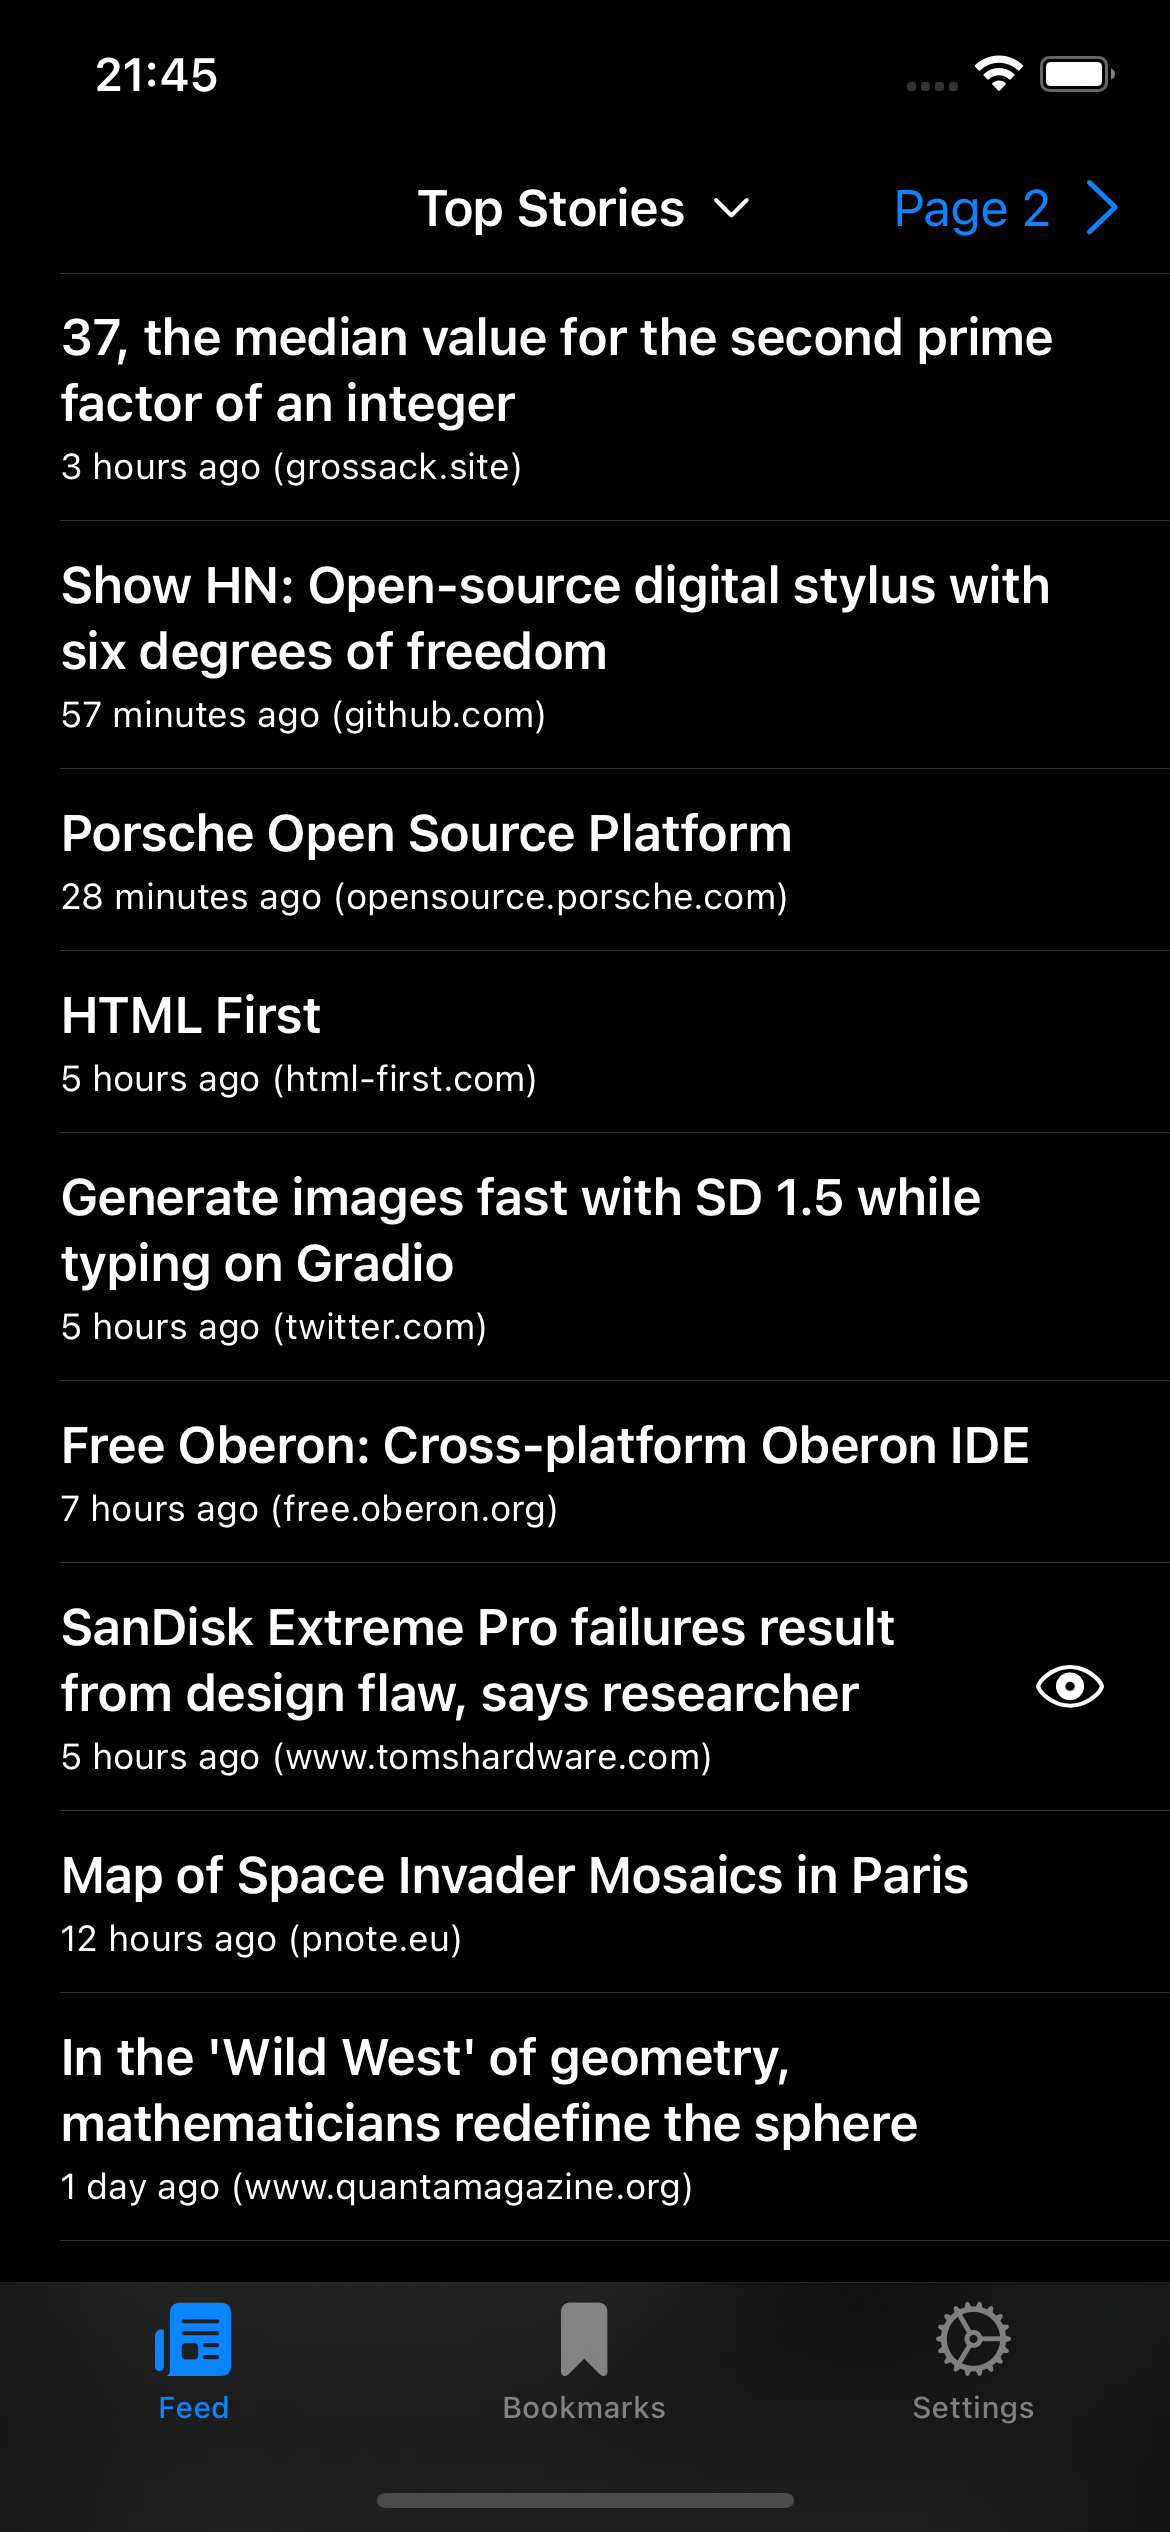 21:45
Top Stories
Page 2
37, the median value for the second prime
factor of an integer
3 hours ago (grossack.site)
Show HN: Open-source digital stylus with
six degrees of freedom
57 minutes ago (github.com)
Porsche Open Source Platform
28 minutes ago (opensource.porsche.com)
HTML First
5 hours ago (html-first.com)
Generate images fast with SD 1.5 while
typing on Gradio
5 hours ago (twitter.com)
Free Oberon: Cross-platform Oberon IDE
7 hours ago (free.oberon.org)
SanDisk Extreme Pro failures result
from design flaw, says researcher
5 hours ago (www.tomshardware.com)
Map of Space Invader Mosaics in Paris
12 hours ago (pnote.eu)
In the 'Wild West' of geometry,
mathematicians redefine the sphere
1 day ago (www.quantamagazine.org)
Feed
Bookmarks
Settings